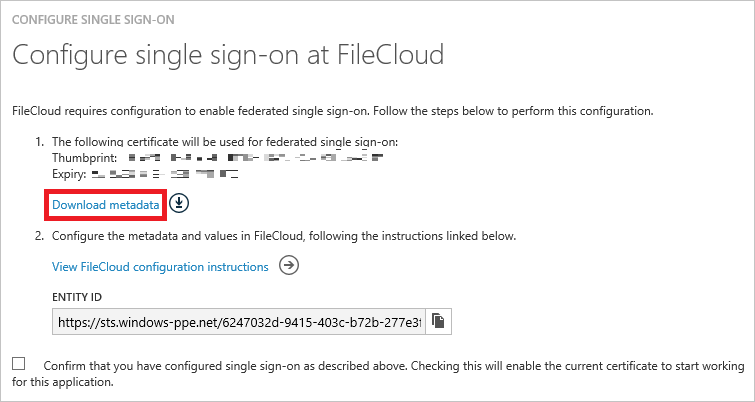 CONFIGURE SINGLE SIGN-ON
Configure single sign-on at FileCloud
FileCloud requires configuration to enable federated single sign-on. Follow the steps below to perform this configuration.
1. The following certificate will be used for federated single sign-on:
Thumbprint:
Expiry:
Download metadata
2. Configure the metadata and values in FileCloud, following the instructions linked below.
View FileCloud configuration instructions
ENTITY ID
https://sts.windows-ppe.net/6247032d-9415-403c-b72b-277e3f
Confirm that you have configured single sign-on as described above. Checking this will enable the current certificate to start working
for this application.